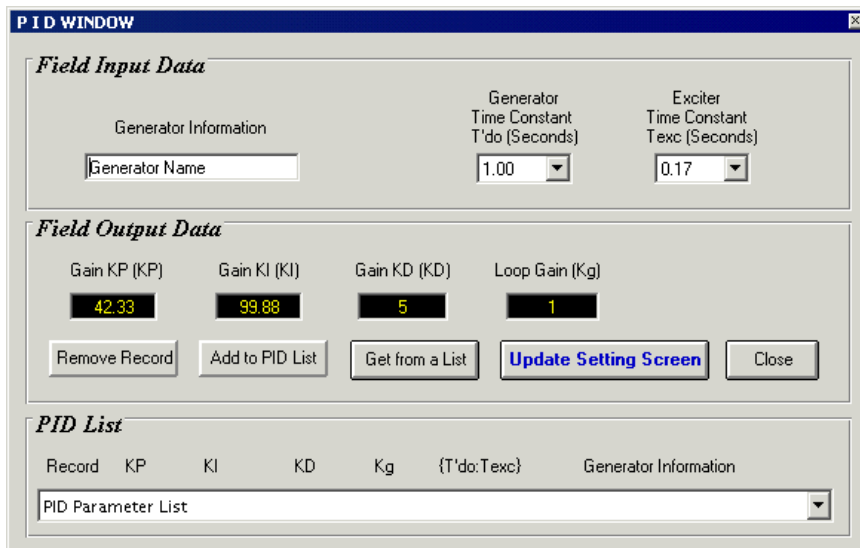 P I D WINDOW
Field Input Data
Generator Information
Generator
Time Constant
T'do (Seconds)
Exciter
Time Constant
Texc (Seconds)
Generator Name
1.00
0.17
Field Output Data
Gain KP (KP)
Gain KI (KI)
Gain KD (KD)
Loop Gain (Kg)
42.33
99.88
5
1
Remove Record
Add to PID List
Get from a List
Update Setting Screen
Close
PID List
Record KP KI KD Kg {T'do:Texc} Generator Information
PID Parameter List